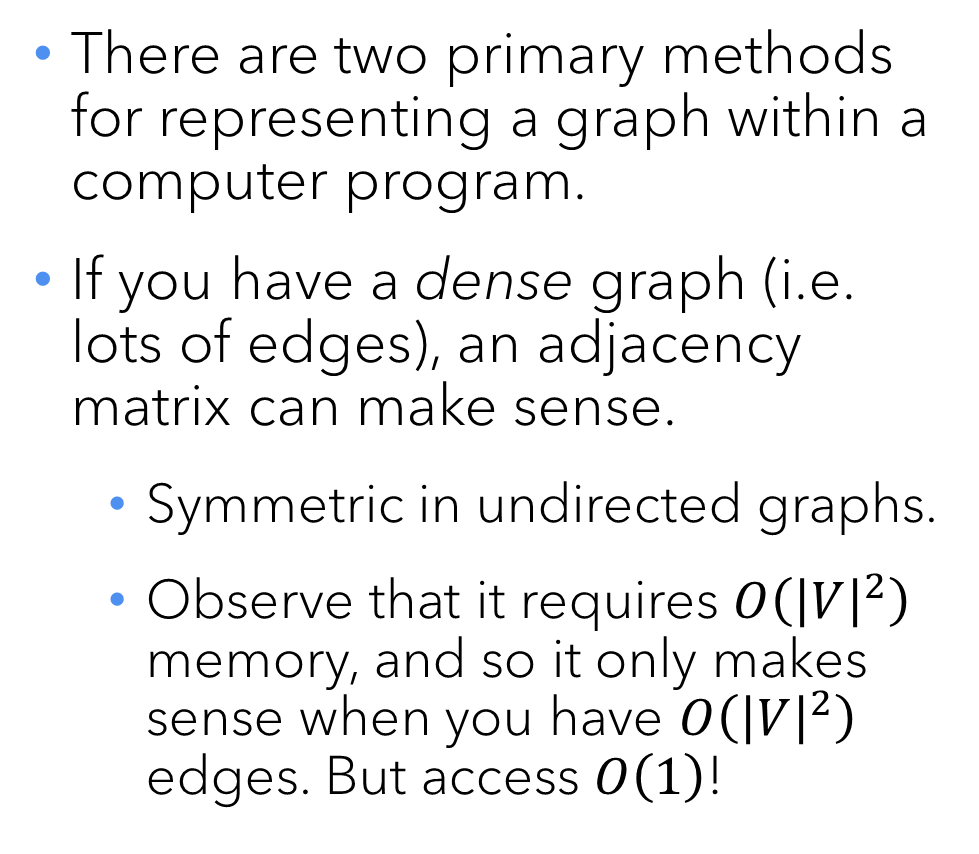 • There are two primary methods
for representing a graph within a
computer program.
• If you have a dense graph (i.e.
lots of edges), an adjacency
matrix can make sense.
• Symmetric in undirected graphs.
• Observe that it requires O(|V|²)
memory, and so it only makes
sense when you have O(|V|²)
edges. But access O(1)!